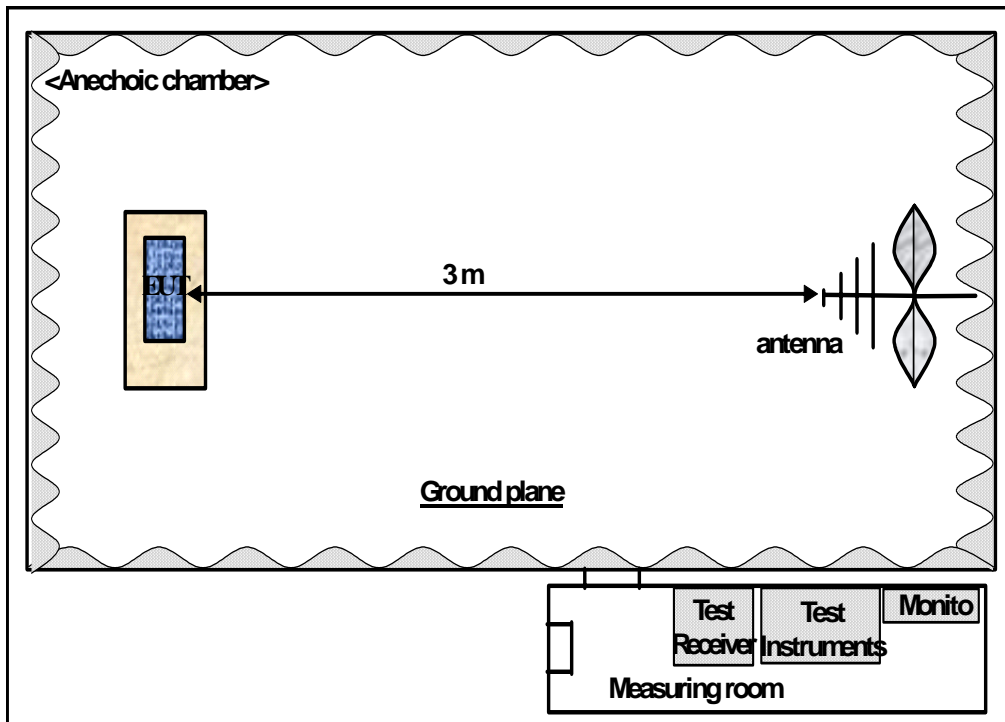 <Anechoic chamber>
EUT
3 m
antenna
Ground plane
Test
Receiver
Test
Instruments
Monito
Measuring room